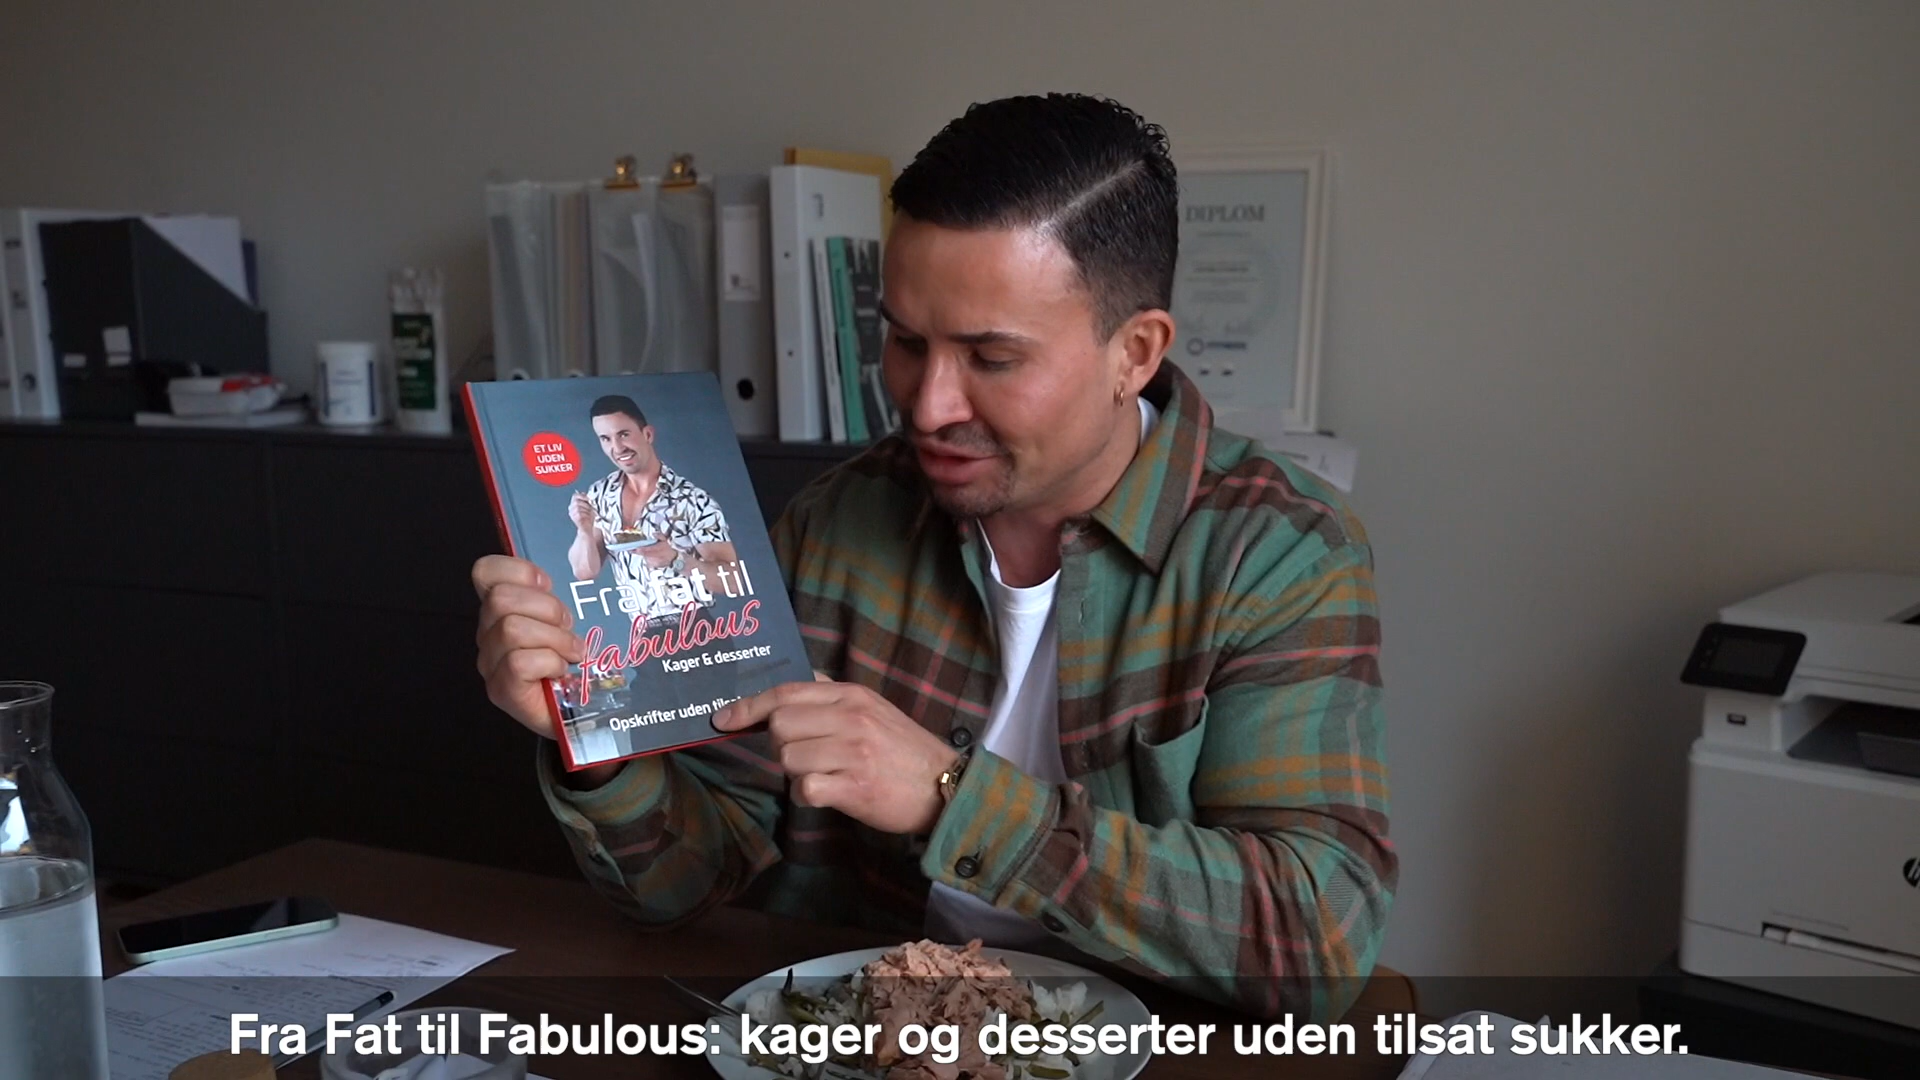 DIPLOM
ET LIV
UDEN
SUKKER
Fra fat til
fabulous
Kager & desserter
Opskrifter uden
Fra Fat til Fabulous: kager og desserter uden tilsat sukker.